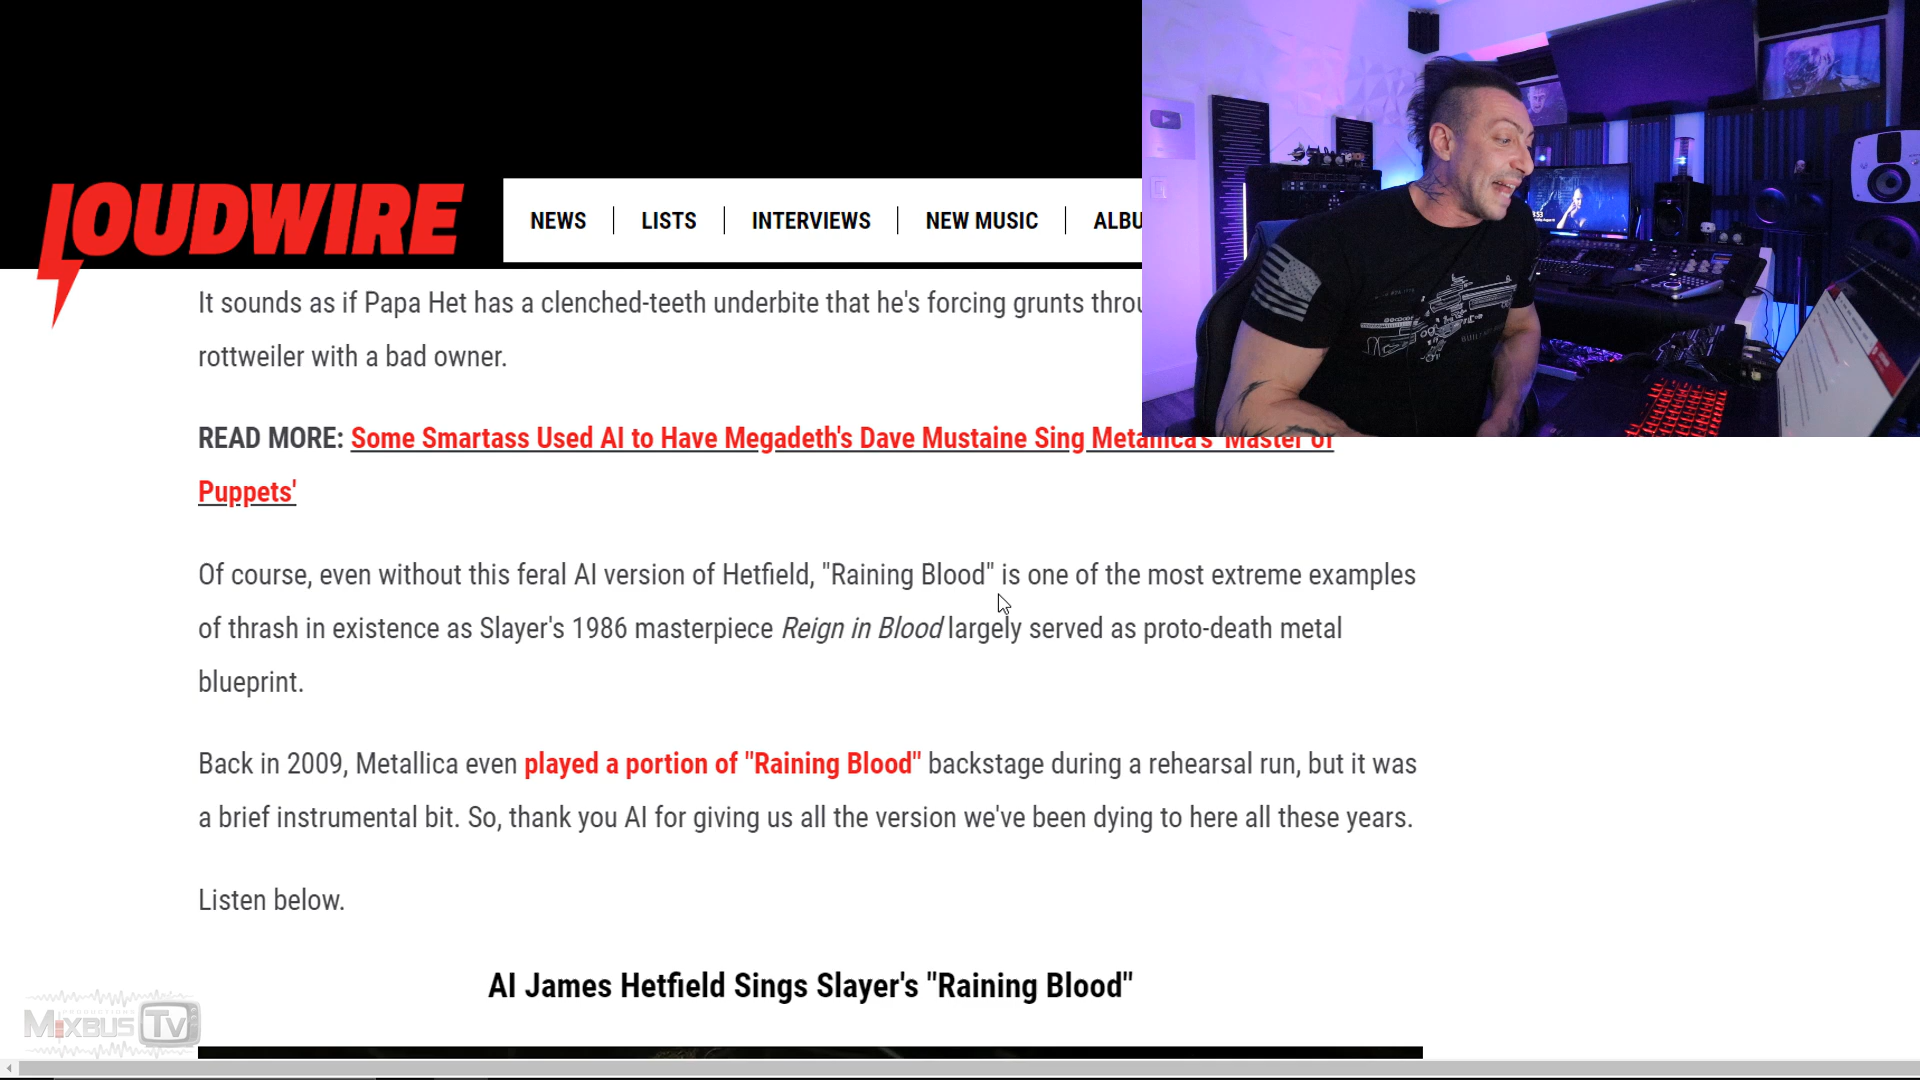 LOUDWIRE
NEWS
LISTS
INTERVIEWS
NEW MUSIC
ALBU
It sounds as if Papa Het has a clenched-teeth underbite that he's forcing grunts throu
rottweiler with a bad owner.
READ MORE: Some Smartass Used AI to Have Megadeth's Dave Mustaine Sing Metallica's 'Master of
Puppets'
Of course, even without this feral AI version of Hetfield, "Raining Blood" is one of the most extreme examples
of thrash in existence as Slayer's 1986 masterpiece Reign in Blood largely served as proto-death metal
blueprint.
Back in 2009, Metallica even played a portion of "Raining Blood" backstage during a rehearsal run, but it was
a brief instrumental bit. So, thank you AI for giving us all the version we've been dying to here all these years.
Listen below.
AI James Hetfield Sings Slayer's "Raining Blood"
PRODUCTIONS
MIXBUS TV